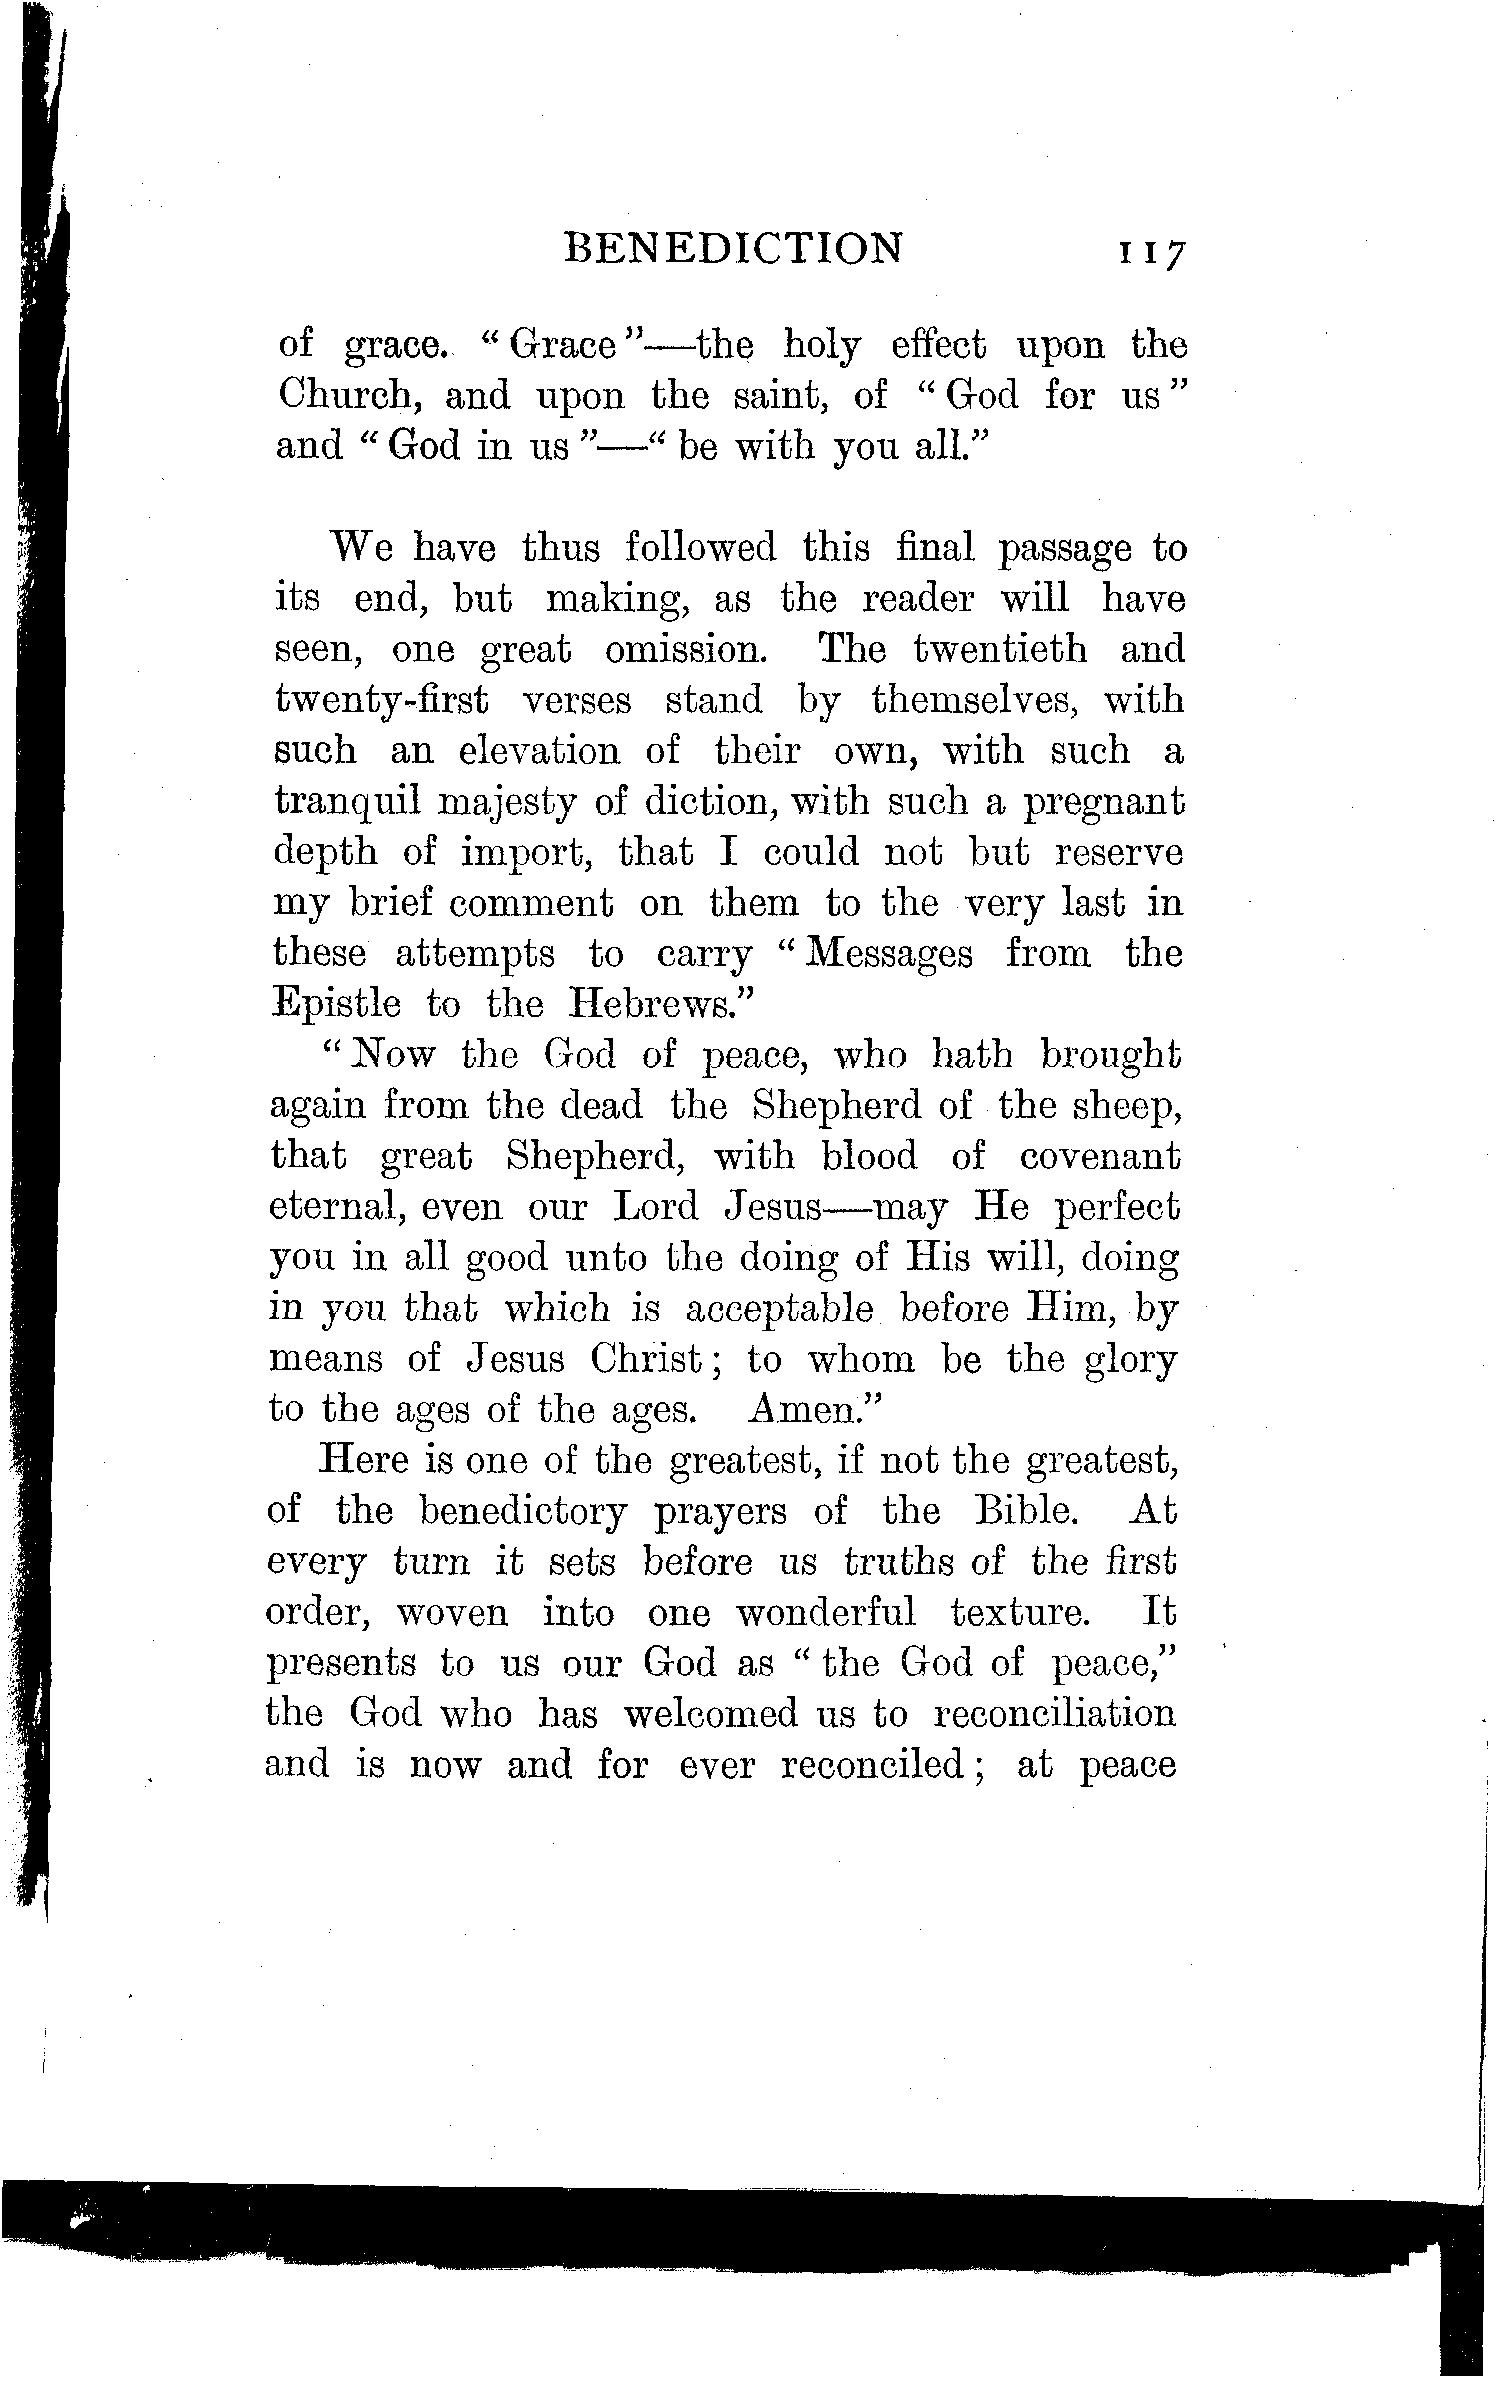 BENEDICTION 117
of grace. "Grace"—the holy effect upon the
Church, and upon the saint, of "God for us"
and "God in us"—"be with you all."
We have thus followed this final passage to
its end, but making, as the reader will have
seen, one great omission. The twentieth and
twenty-first verses stand by themselves, with
such an elevation of their own, with such a
tranquil majesty of diction, with such a pregnant
depth of import, that I could not but reserve
my brief comment on them to the very last in
these attempts to carry "Messages from the
Epistle to the Hebrews."
"Now the God of peace, who hath brought
again from the dead the Shepherd of the sheep,
that great Shepherd, with blood of covenant
eternal, even our Lord Jesus—may He perfect
you in all good unto the doing of His will, doing
in you that which is acceptable before Him, by
means of Jesus Christ; to whom be the glory
to the ages of the ages. Amen."
Here is one of the greatest, if not the greatest,
of the benedictory prayers of the Bible. At
every turn it sets before us truths of the first
order, woven into one wonderful texture. It
presents to us our God as "the God of peace,"
the God who has welcomed us to reconciliation
and is now and for ever reconciled; at peace